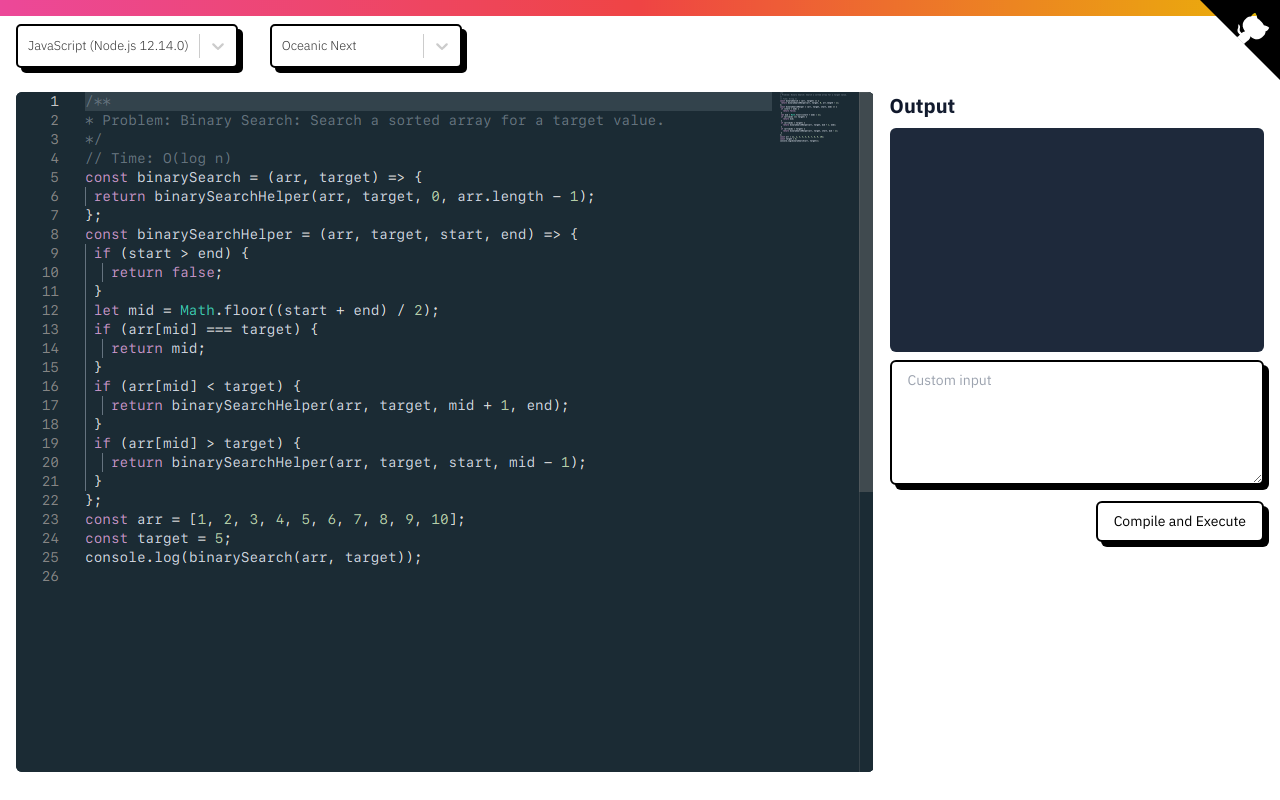 JavaScript (Node.js 12.14.0)
Oceanic Next
1 /**
2 * Problem: Binary Search: Search a sorted array for a target value.
3 */
4 // Time: O(log n)
5 const binarySearch = (arr, target) => {
6 return binarySearchHelper(arr, target, 0, arr.length - 1);
7 };
8 const binarySearchHelper = (arr, target, start, end) => {
9 if (start > end) {
10 return false;
11 }
12 let mid = Math.floor((start + end) / 2);
13 if (arr[mid] === target) {
14 return mid;
15 }
16 if (arr[mid] < target) {
17 return binarySearchHelper(arr, target, mid + 1, end);
18 }
19 if (arr[mid] > target) {
20 return binarySearchHelper(arr, target, start, mid - 1);
21 }
22 };
23 const arr = [1, 2, 3, 4, 5, 6, 7, 8, 9, 10];
24 const target = 5;
25 console.log(binarySearch(arr, target));
26
Output
Custom input
Compile and Execute